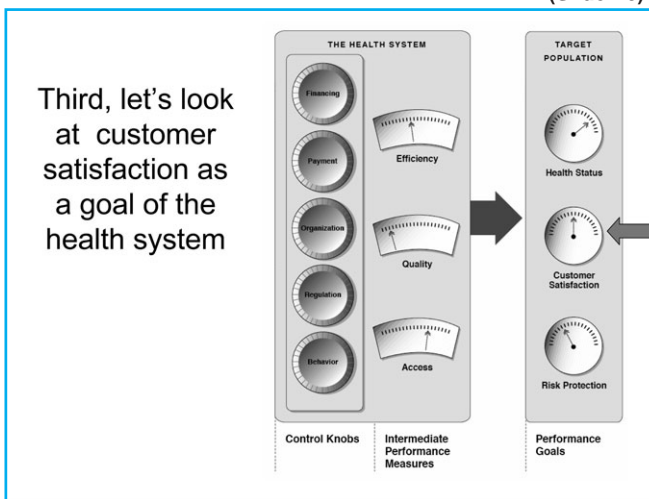 Third, let's look
at customer
satisfaction as
a goal of the
health system
THE HEALTH SYSTEM
Financing
Payment
Organization
Regulation
Behavior
Efficiency
Quality
Access
TARGET
POPULATION
Health Status
Customer
Satisfaction
Risk Protection
Control Knobs
Intermediate
Performance
Measures
Performance
Goals